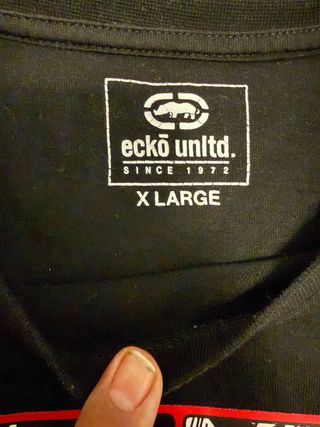 eckō unltd.
SINCE 1972
X LARGE